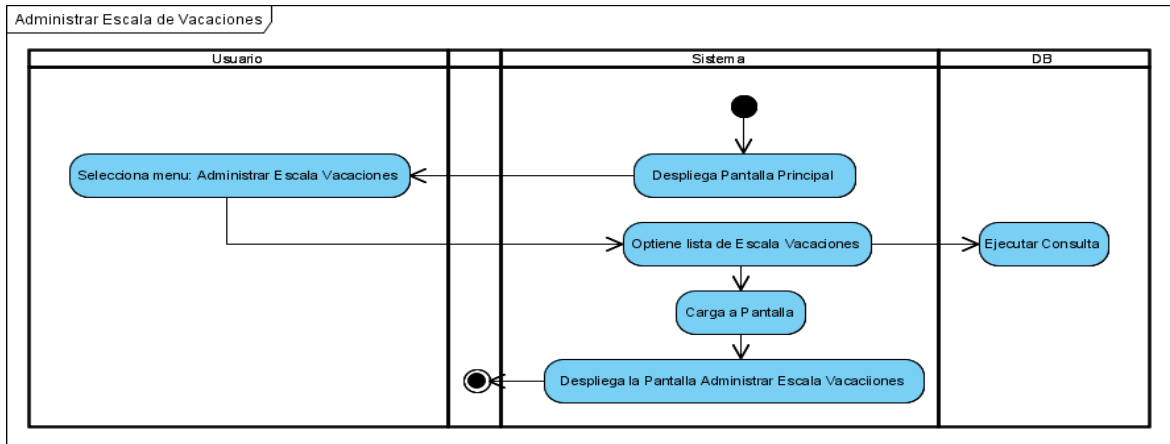 Administrar Escala de Vacaciones
Usuario
Sistema
DB
Selecciona menu: Administrar Escala Vacaciones
Despliega Pantalla Principal
Optiene lista de Escala Vacaciones
Ejecutar Consulta
Carga a Pantalla
Despliega la Pantalla Administrar Escala Vacaciiones